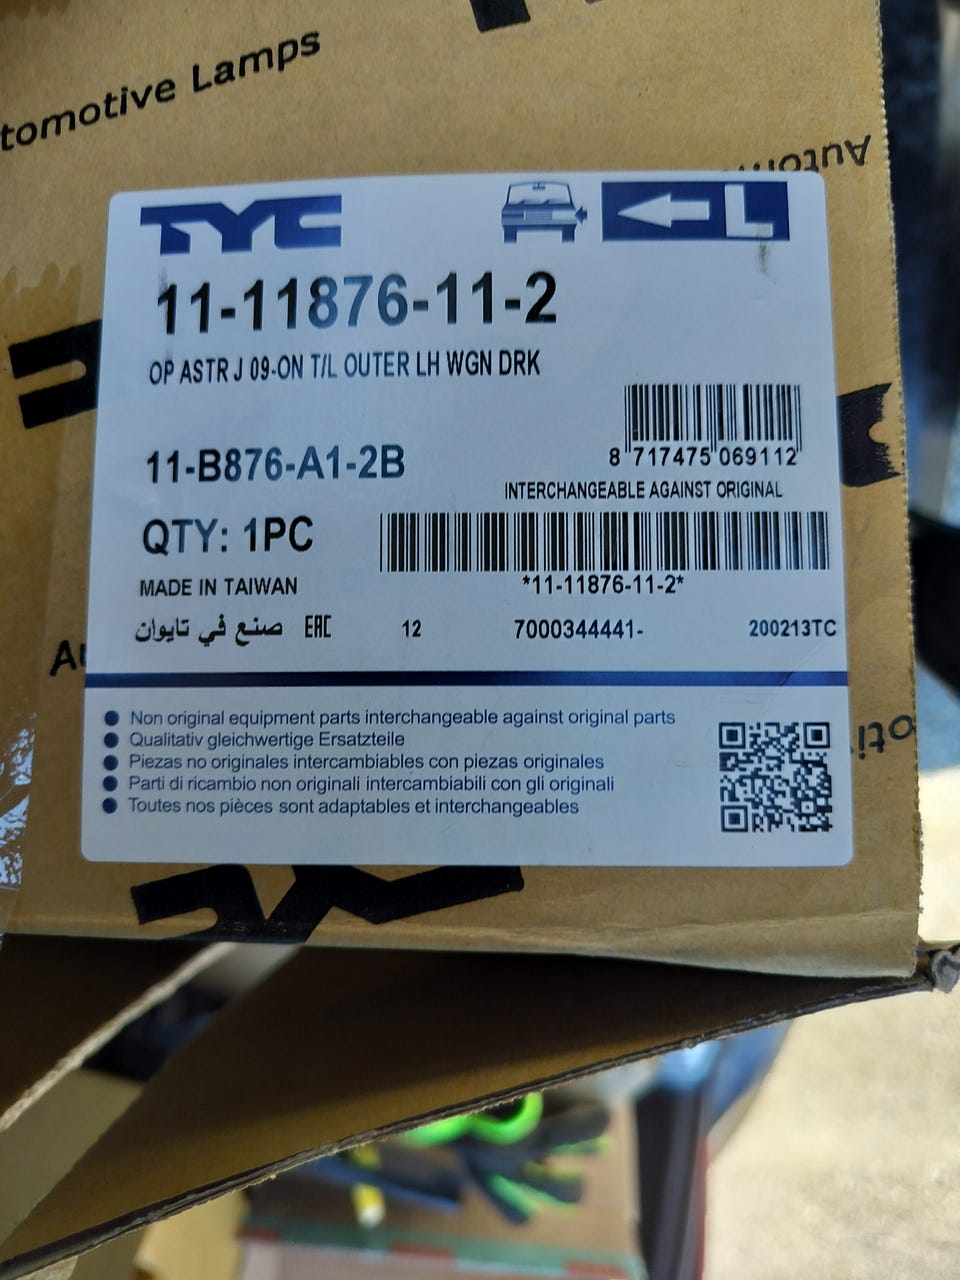 tomotive Lamps
TYC
L
11-11876-11-2
OP ASTR J 09-ON T/L OUTER LH WGN DRK
8 717475 069112
11-B876-A1-2B
INTERCHANGEABLE AGAINST ORIGINAL
QTY: 1PC
*11-11876-11-2*
MADE IN TAIWAN
صنع في تايوان EAC 12 7000344441- 200213TC
Non original equipment parts interchangeable against original parts
Qualitativ gleichwertige Ersatzteile
Piezas no originales intercambiables con piezas originales
Parti di ricambio non originali intercambiabili con gli originali
Toutes nos pièces sont adaptables et interchangeables